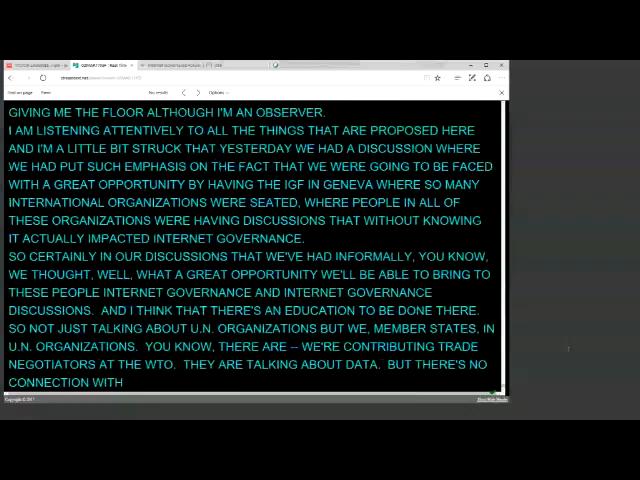 Find on page
No results
Options
GIVING ME THE FLOOR ALTHOUGH I'M AN OBSERVER.
I AM LISTENING ATTENTIVELY TO ALL THE THINGS THAT ARE PROPOSED HERE
AND I'M A LITTLE BIT STRUCK THAT YESTERDAY WE HAD A DISCUSSION WHERE
WE HAD PUT SUCH EMPHASIS ON THE FACT THAT WE WERE GOING TO BE FACED
WITH A GREAT OPPORTUNITY BY HAVING THE IGF IN GENEVA WHERE SO MANY
INTERNATIONAL ORGANIZATIONS WERE SEATED, WHERE PEOPLE IN ALL OF
THESE ORGANIZATIONS WERE HAVING DISCUSSIONS THAT WITHOUT KNOWING
IT ACTUALLY IMPACTED INTERNET GOVERNANCE.
SO CERTAINLY IN OUR DISCUSSIONS THAT WE'VE HAD INFORMALLY, YOU KNOW,
WE THOUGHT, WELL, WHAT A GREAT OPPORTUNITY WE'LL BE ABLE TO BRING TO
THESE PEOPLE INTERNET GOVERNANCE AND INTERNET GOVERNANCE
DISCUSSIONS.  AND I THINK THAT THERE'S AN EDUCATION TO BE DONE THERE.
SO NOT JUST TALKING ABOUT U.N. ORGANIZATIONS BUT WE, MEMBER STATES, IN
U.N. ORGANIZATIONS.  YOU KNOW, THERE ARE -- WE'RE CONTRIBUTING TRADE
NEGOTIATORS AT THE WTO.  THEY ARE TALKING ABOUT DATA.  BUT THERE'S NO
CONNECTION WITH